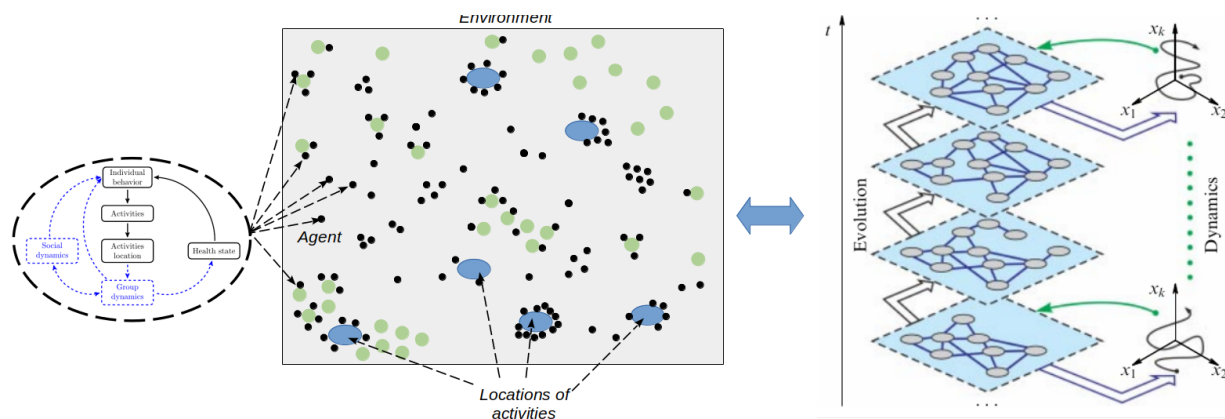 Environment
Individual
behavior
Activities
Activities
location
Social
dynamics
Health state
Group
dynamics
Agent
Locations of
activities
t
Evolution
Dynamics
. . .
x_k
x_1
x_2
x_k
x_1
x_2
. . .